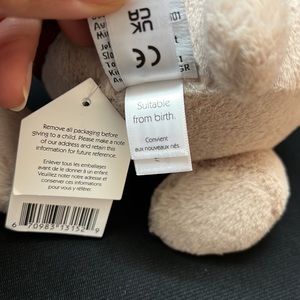 UK
CA
CE
Suitable
from birth.
Convient
aux nouveaux nés.
Remove all packaging before
giving to a child. Please make a note
of our address and retain this
information for future reference.
Enlever tous les emballages
avant de le donner à un enfant.
Veuillez noter notre adresse et
conserver ces informations
pour vous y référer.
6 70983 13152 9